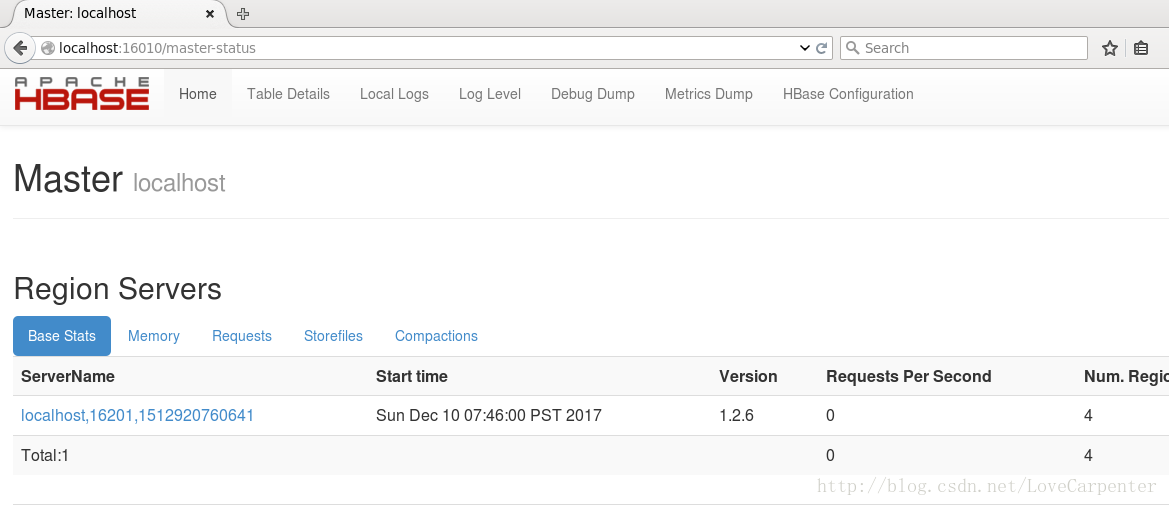 Master: localhost
localhost:16010/master-status
Search
APACHE
HBASE
Home Table Details Local Logs Log Level Debug Dump Metrics Dump HBase Configuration
Master localhost
Region Servers
Base Stats Memory Requests Storefiles Compactions
ServerName Start time Version Requests Per Second Num.
localhost,16201,1512920760641 Sun Dec 10 07:46:00 PST 2017 1.2.6 0 4
Total:1 0 4
http://blog.csdn.net/LoveCarpenter